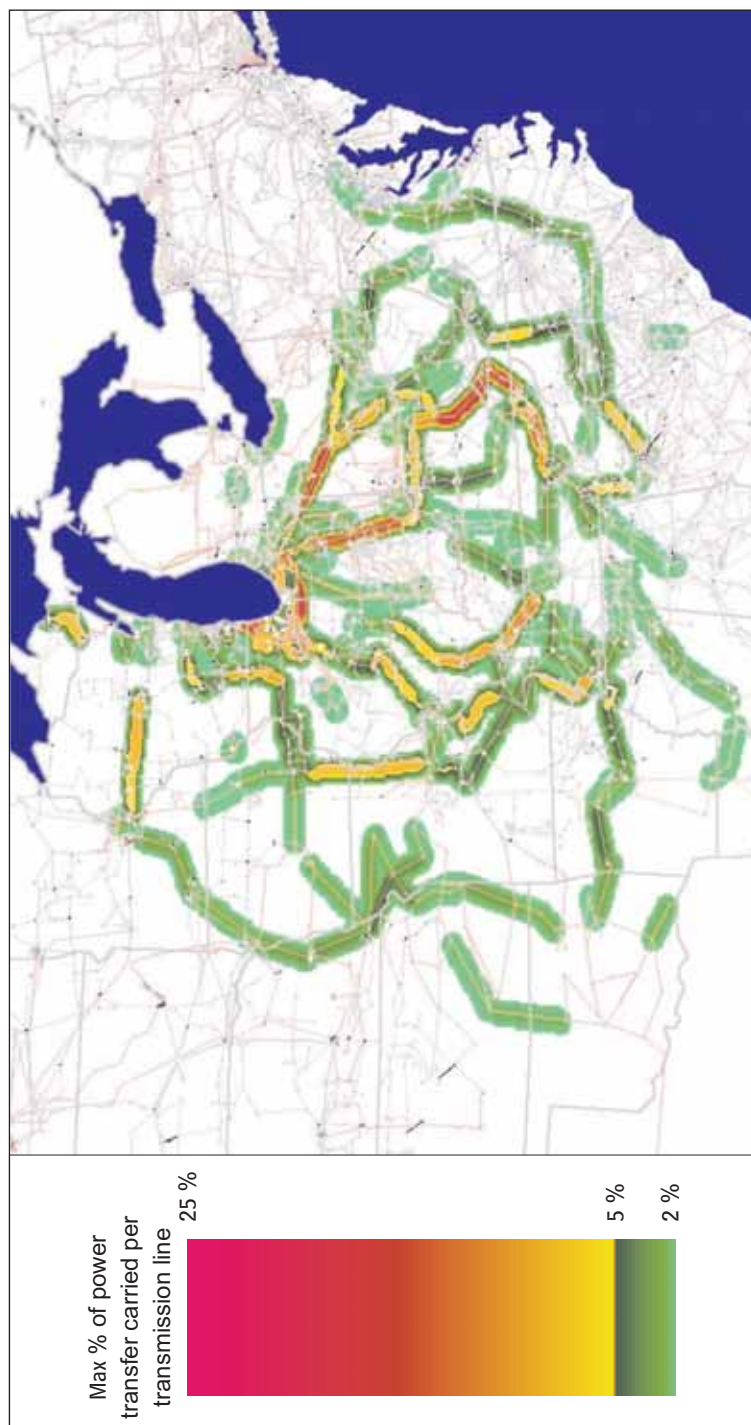 Max % of power
transfer carried per
transmission line
25 %
5 %
2 %